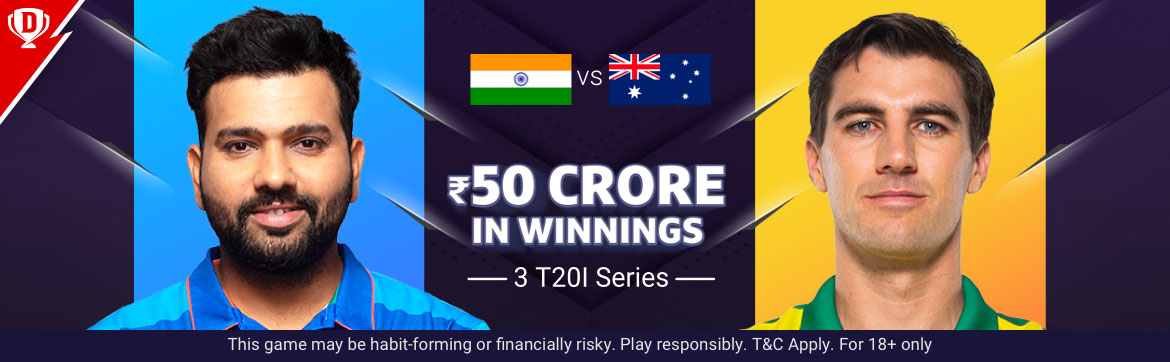 D
VS
₹50 CRORE
IN WINNINGS
3 T20I Series
This game may be habit-forming or financially risky. Play responsibly. T&C Apply. For 18+ only